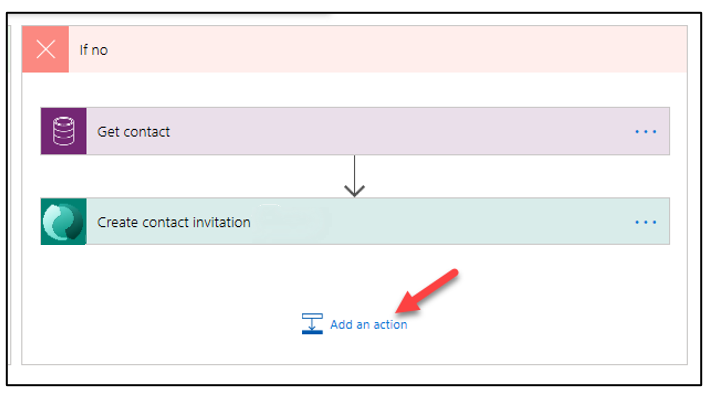 If no
Get contact
Create contact invitation
Add an action